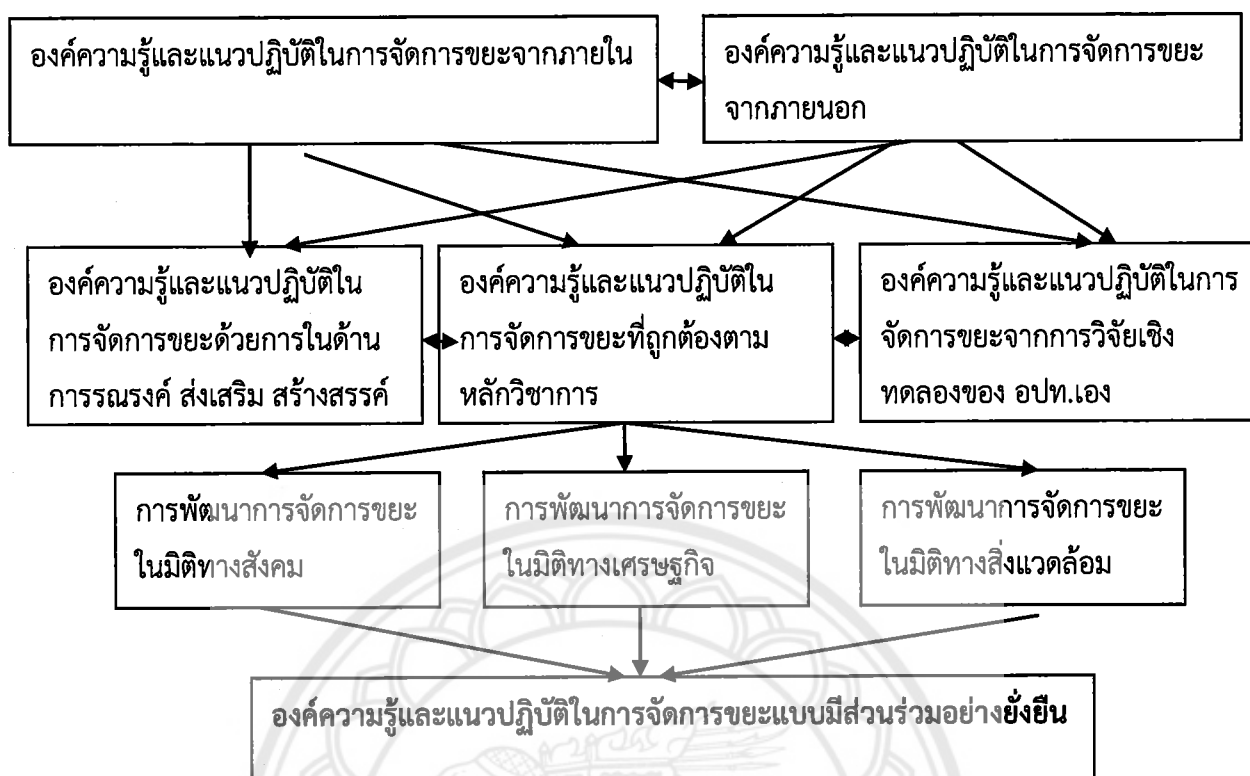 องค์ความรู้และแนวปฏิบัติในการจัดการขยะจากภายใน
องค์ความรู้และแนวปฏิบัติในการจัดการขยะ
จากภายนอก
องค์ความรู้และแนวปฏิบัติใน
การจัดการขยะด้วยการในด้าน
การรณรงค์ ส่งเสริม สร้างสรรค์
องค์ความรู้และแนวปฏิบัติใน
การจัดการขยะที่ถูกต้องตาม
หลักวิชาการ
องค์ความรู้และแนวปฏิบัติในการ
จัดการขยะจากการวิจัยเชิง
ทดลองของ อปท.เอง
การพัฒนาการจัดการขยะ
ในมิติทางสังคม
การพัฒนาการจัดการขยะ
ในมิติทางเศรษฐกิจ
การพัฒนาการจัดการขยะ
ในมิติทางสิ่งแวดล้อม
องค์ความรู้และแนวปฏิบัติในการจัดการขยะแบบมีส่วนร่วมอย่างยั่งยืน